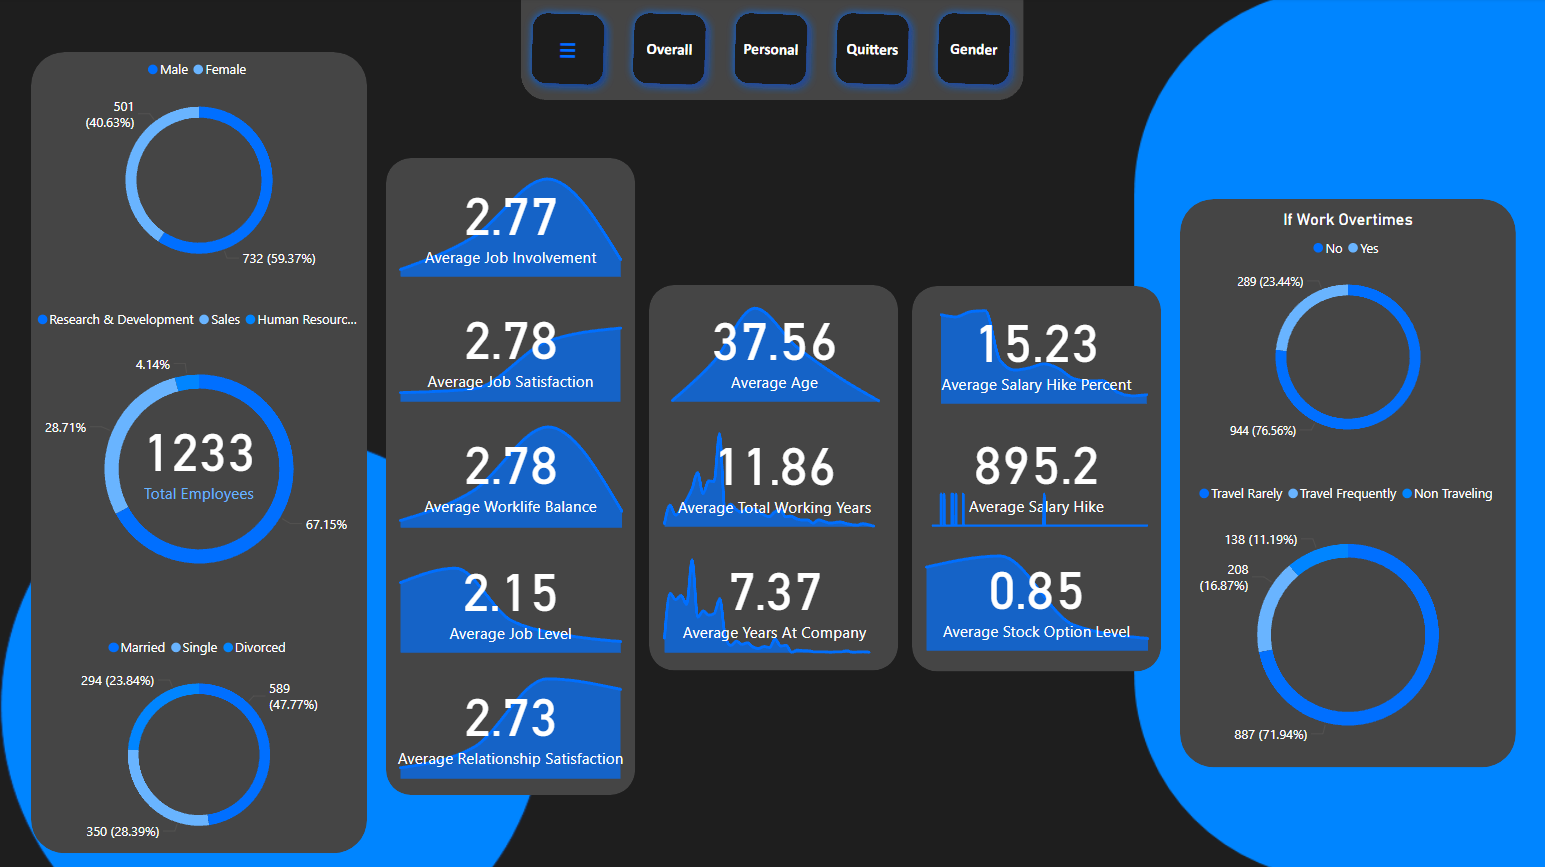 ☰
Overall
Personal
Quitters
Gender
Male
Female
501
(40.63%)
732 (59.37%)
Research & Development
Sales
Human Resourc...
4.14%
28.71%
1233
Total Employees
67.15%
Married
Single
Divorced
294 (23.84%)
589
(47.77%)
350 (28.39%)
2.77
Average Job Involvement
2.78
Average Job Satisfaction
2.78
Average Worklife Balance
2.15
Average Job Level
2.73
Average Relationship Satisfaction
37.56
Average Age
11.86
Average Total Working Years
7.37
Average Years At Company
15.23
Average Salary Hike Percent
895.2
Average Salary Hike
0.85
Average Stock Option Level
If Work Overtimes
No
Yes
289 (23.44%)
944 (76.56%)
Travel Rarely
Travel Frequently
Non Traveling
138 (11.19%)
208
(16.87%)
887 (71.94%)